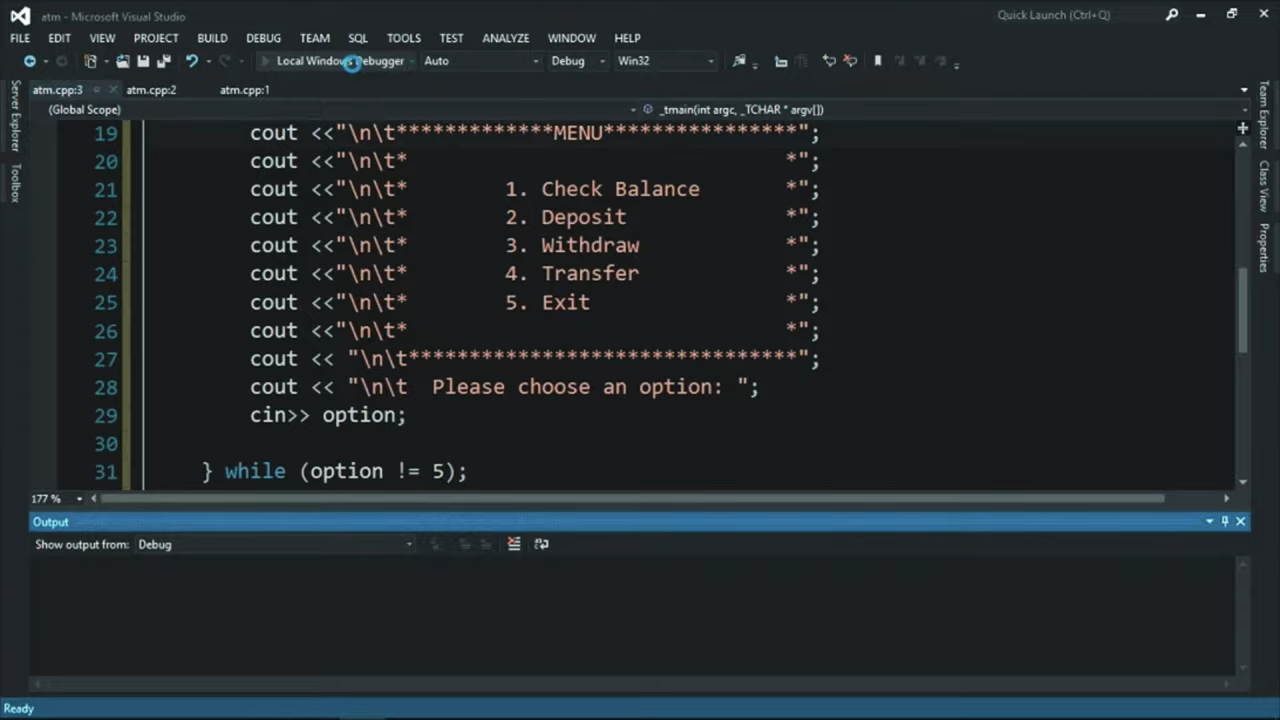 atm - Microsoft Visual Studio
Quick Launch (Ctrl+Q)
FILE EDIT VIEW PROJECT BUILD DEBUG TEAM SQL TOOLS TEST ANALYZE WINDOW HELP
Local Windows Debugger Auto Debug Win32
atm.cpp:3 atm.cpp:2 atm.cpp:1
(Global Scope) _tmain(int argc, _TCHAR * argv[])
19 cout <<"\n\t*************MENU****************";
20 cout <<"\n\t*                               *";
21 cout <<"\n\t*        1. Check Balance       *";
22 cout <<"\n\t*        2. Deposit             *";
23 cout <<"\n\t*        3. Withdraw            *";
24 cout <<"\n\t*        4. Transfer            *";
25 cout <<"\n\t*        5. Exit                *";
26 cout <<"\n\t*                               *";
27 cout << "\n\t********************************";
28 cout << "\n\t  Please choose an option: ";
29 cin>> option;
30
31 } while (option != 5);
177 %
Output
Show output from: Debug
Ready
Server Explorer
Toolbox
Team Explorer
Class View
Properties